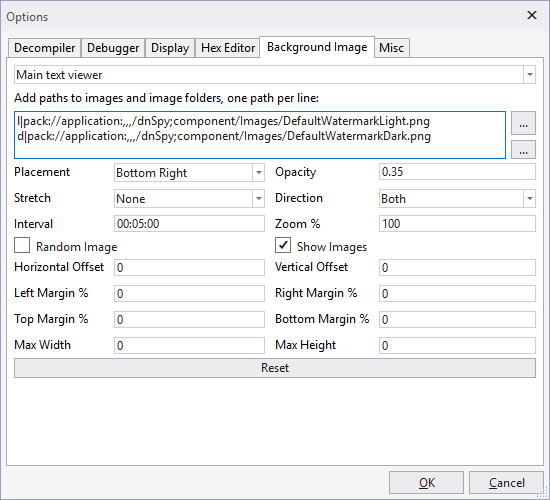 Options
Decompiler Debugger Display Hex Editor Background Image Misc
Main text viewer
Add paths to images and image folders, one path per line:
l|pack://application:,,,/dnSpy;component/Images/DefaultWatermarkLight.png
d|pack://application:,,,/dnSpy;component/Images/DefaultWatermarkDark.png
...
...
Placement Bottom Right Opacity 0.35
Stretch None Direction Both
Interval 00:05:00 Zoom % 100
Random Image Show Images
Horizontal Offset 0 Vertical Offset 0
Left Margin % 0 Right Margin % 0
Top Margin % 0 Bottom Margin % 0
Max Width 0 Max Height 0
Reset
OK Cancel